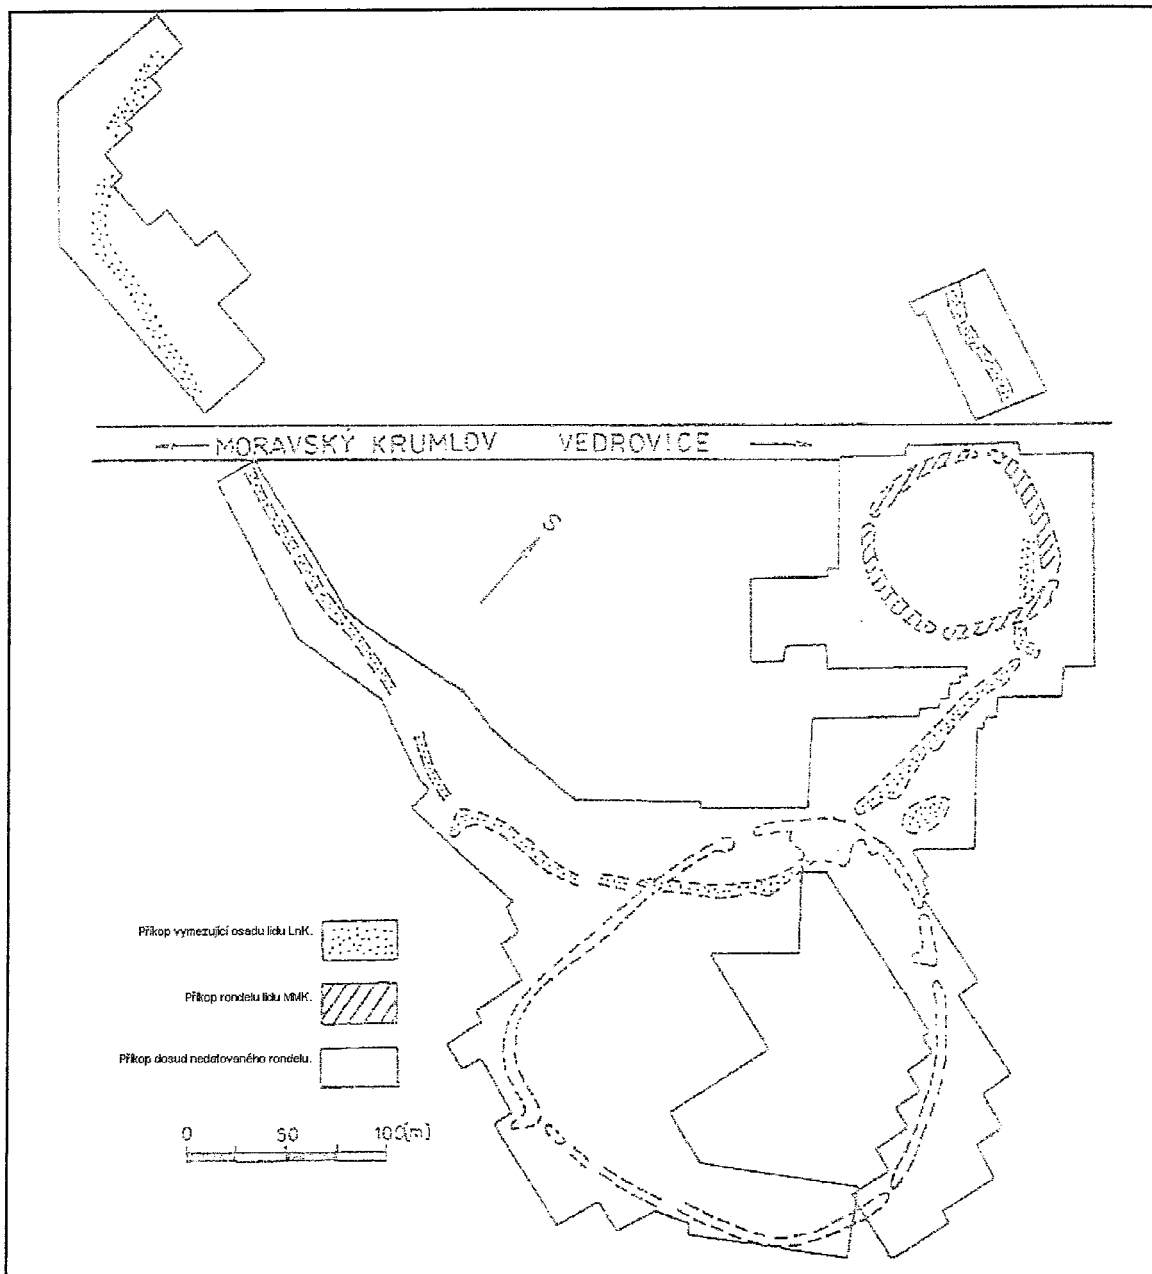 MORAVSKÝ KRUMLOV VEDROVICE
S
Příkop vymezující osadu lidu LnK.
Příkop rondelu lidu MMK.
Příkop dosud nedatovaného rondelu.
0 50 100(m)